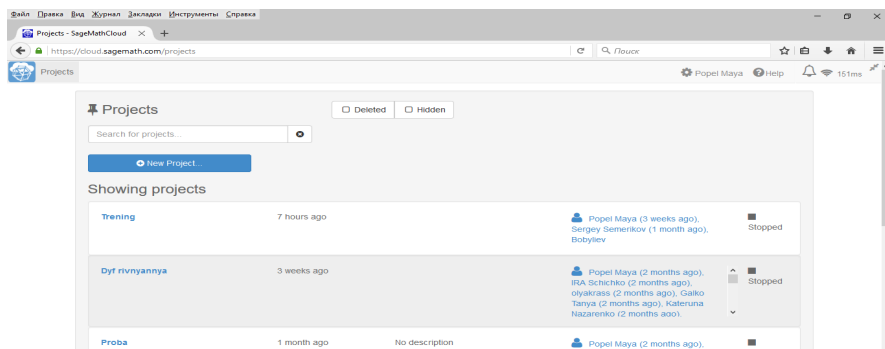 Файл Правка Вид Журнал Закладки Инструменты Справка
Projects - SageMathCloud
https://cloud.sagemath.com/projects
Поиск
Projects
Popel Maya
Help
151ms
Projects
Deleted
Hidden
Search for projects...
New Project...
Showing projects
Trening
7 hours ago
Popel Maya (3 weeks ago),
Sergey Semerikov (1 month ago),
Bobyliev
Stopped
Dyf rivnyannya
3 weeks ago
Popel Maya (2 months ago),
IRA Schichko (2 months ago),
olyakrass (2 months ago), Galko
Tanya (2 months ago), Kateruna
Nazarenko (2 months ago),
Stopped
Proba
1 month ago
No description
Popel Maya (2 months ago),